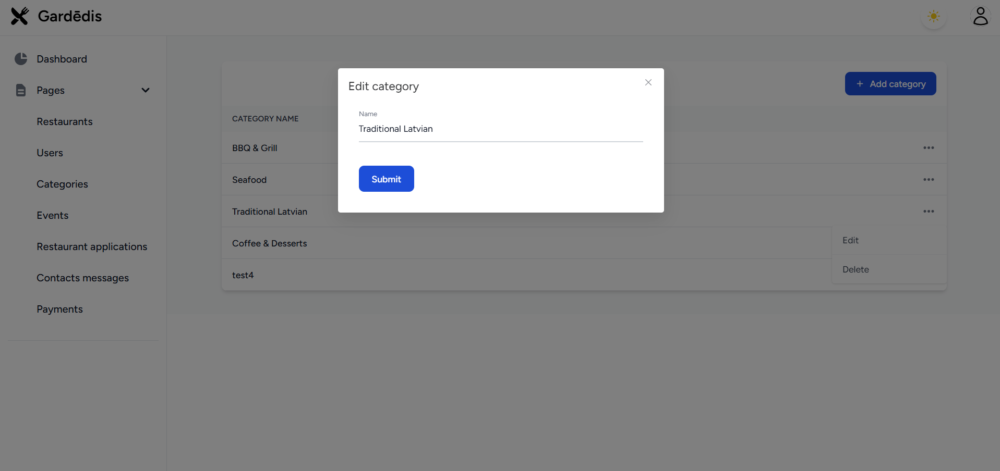 Gardēdis
Dashboard
Pages
Restaurants
Users
Categories
Events
Restaurant applications
Contacts messages
Payments
Add category
CATEGORY NAME
BBQ & Grill
Seafood
Traditional Latvian
Coffee & Desserts
test4
Edit
Delete
Edit category
Name
Traditional Latvian
Submit